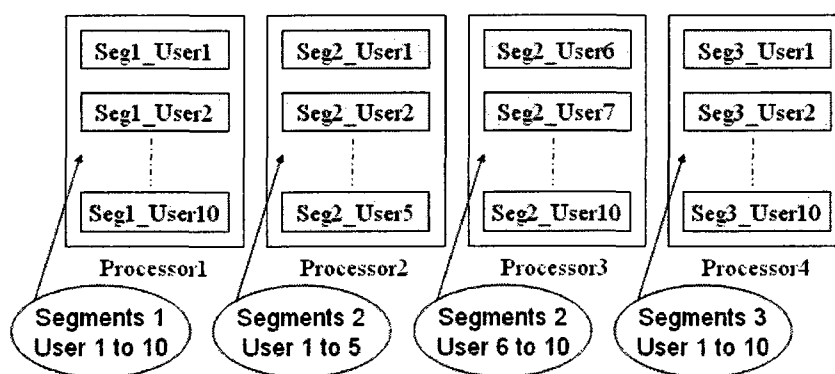 Seg1_User1 Seg2_User1 Seg2_User6 Seg3_User1
Seg1_User2 Seg2_User2 Seg2_User7 Seg3_User2
Seg1_User10 Seg2_User5 Seg2_User10 Seg3_User10
Processor1 Processor2 Processor3 Processor4
Segments 1 Segments 2 Segments 2 Segments 3
User 1 to 10 User 1 to 5 User 6 to 10 User 1 to 10